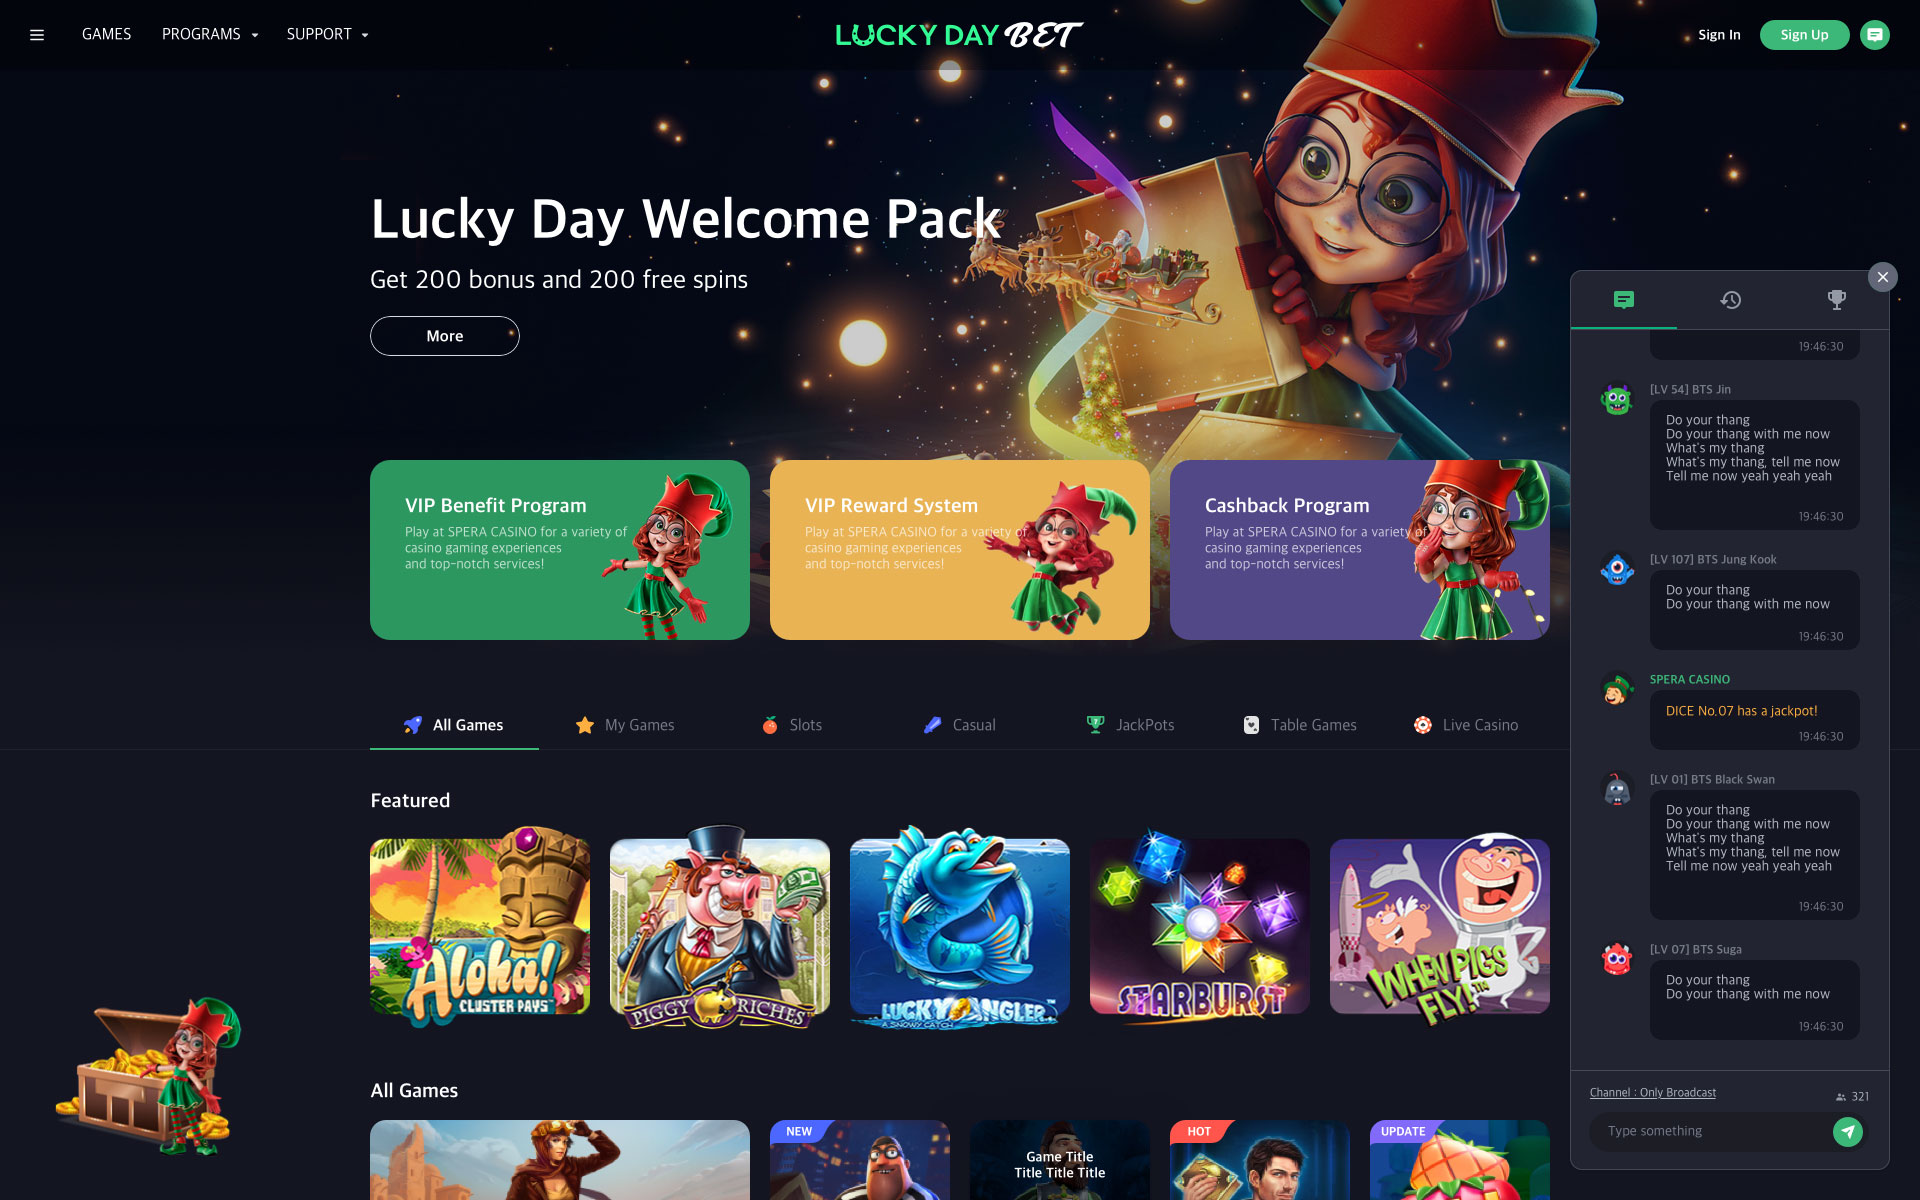 GAMES
PROGRAMS
SUPPORT
LUCKY DAY BET
Sign In
Sign Up
Lucky Day Welcome Pack
Get 200 bonus and 200 free spins
More
VIP Benefit Program
Play at SPERA CASINO for a variety of
casino gaming experiences
and top-notch services!
VIP Reward System
Play at SPERA CASINO for a variety of
casino gaming experiences
and top-notch services!
Cashback Program
Play at SPERA CASINO for a variety of
casino gaming experiences
and top-notch services!
All Games
My Games
Slots
Casual
JackPots
Table Games
Live Casino
Featured
Aloha!
CLUSTER PAYS™
PIGGY RICHES™
LUCKY ANGLER™
A SNOWY CATCH
STARBURST™
WHEN PIGS
FLY!™
All Games
NEW
Game Title
Title Title Title
HOT
UPDATE
19:46:30
[LV 54] BTS Jin
Do your thang
Do your thang with me now
What's my thang
What's my thang, tell me now
Tell me now yeah yeah yeah
19:46:30
[LV 107] BTS Jung Kook
Do your thang
Do your thang with me now
19:46:30
SPERA CASINO
DICE No.07 has a jackpot!
19:46:30
[LV 01] BTS Black Swan
Do your thang
Do your thang with me now
What's my thang
What's my thang, tell me now
Tell me now yeah yeah yeah
19:46:30
[LV 07] BTS Suga
Do your thang
Do your thang with me now
19:46:30
Channel : Only Broadcast
321
Type something